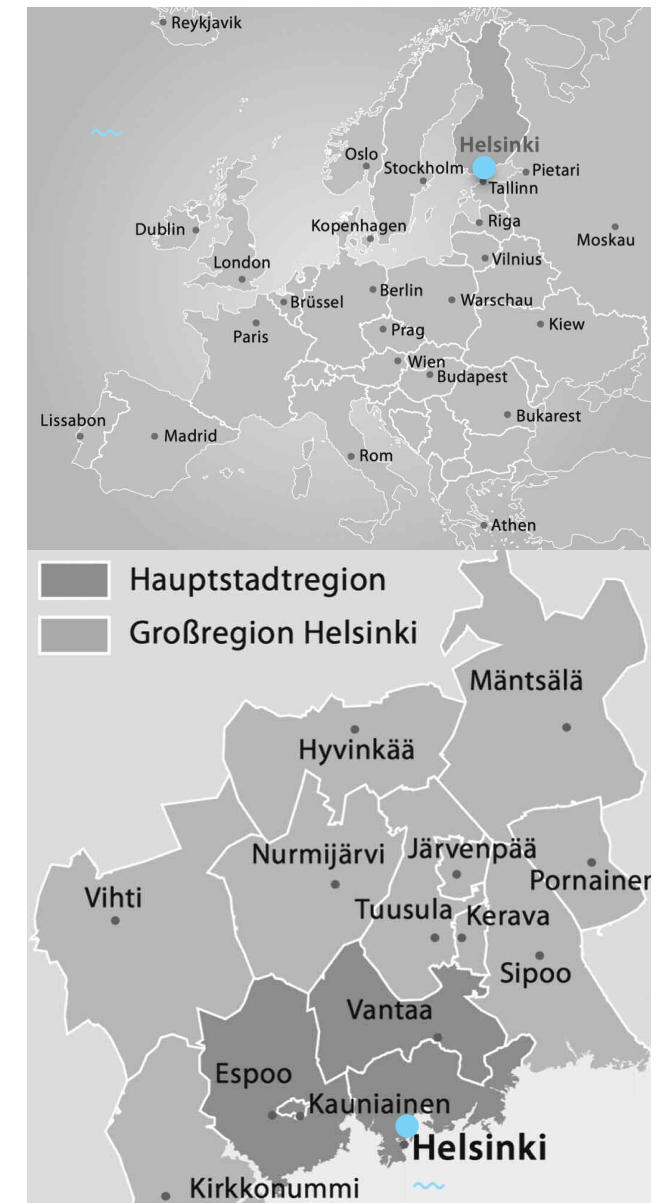 Reykjavik
Helsinki
Oslo
Stockholm
Pietari
Tallinn
Dublin
Kopenhagen
Riga
Moskau
London
Vilnius
Brüssel
Berlin
Warschau
Paris
Prag
Kiew
Wien
Budapest
Lissabon
Madrid
Bukarest
Rom
Athen
Hauptstadtregion
Großregion Helsinki
Mäntsälä
Hyvinkää
Nurmijärvi
Järvenpää
Vihti
Pornainen
Tuusula
Kerava
Sipoo
Vantaa
Espoo
Kauniainen
Helsinki
Kirkkonummi